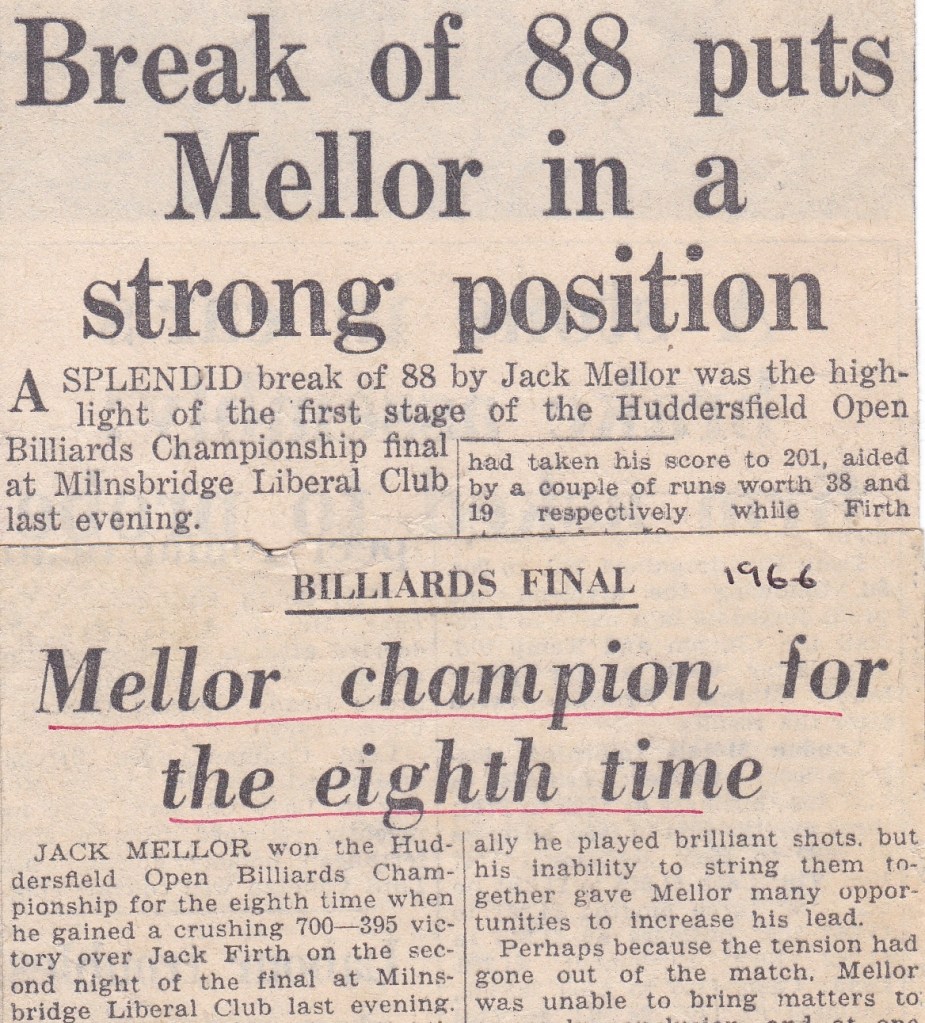 Break of 88 puts
Mellor in a
strong position
A SPLENDID break of 88 by Jack Mellor was the high-
light of the first stage of the Huddersfield Open
Billiards Championship final
at Milnsbridge Liberal Club
last evening.
had taken his score to 201, aided
by a couple of runs worth 38 and
19 respectively while Firth
BILLIARDS FINAL
1966
Mellor champion for
the eighth time
JACK MELLOR won the Hud-
dersfield Open Billiards Cham-
pionship for the eighth time when
he gained a crushing 700—395 vic-
tory over Jack Firth on the sec-
ond night of the final at Milns-
bridge Liberal Club last evening.
ally he played brilliant shots. but
his inability to string them to-
gether gave Mellor many oppor-
tunities to increase his lead.
Perhaps because the tension had
gone out of the match, Mellor
was unable to bring matters to